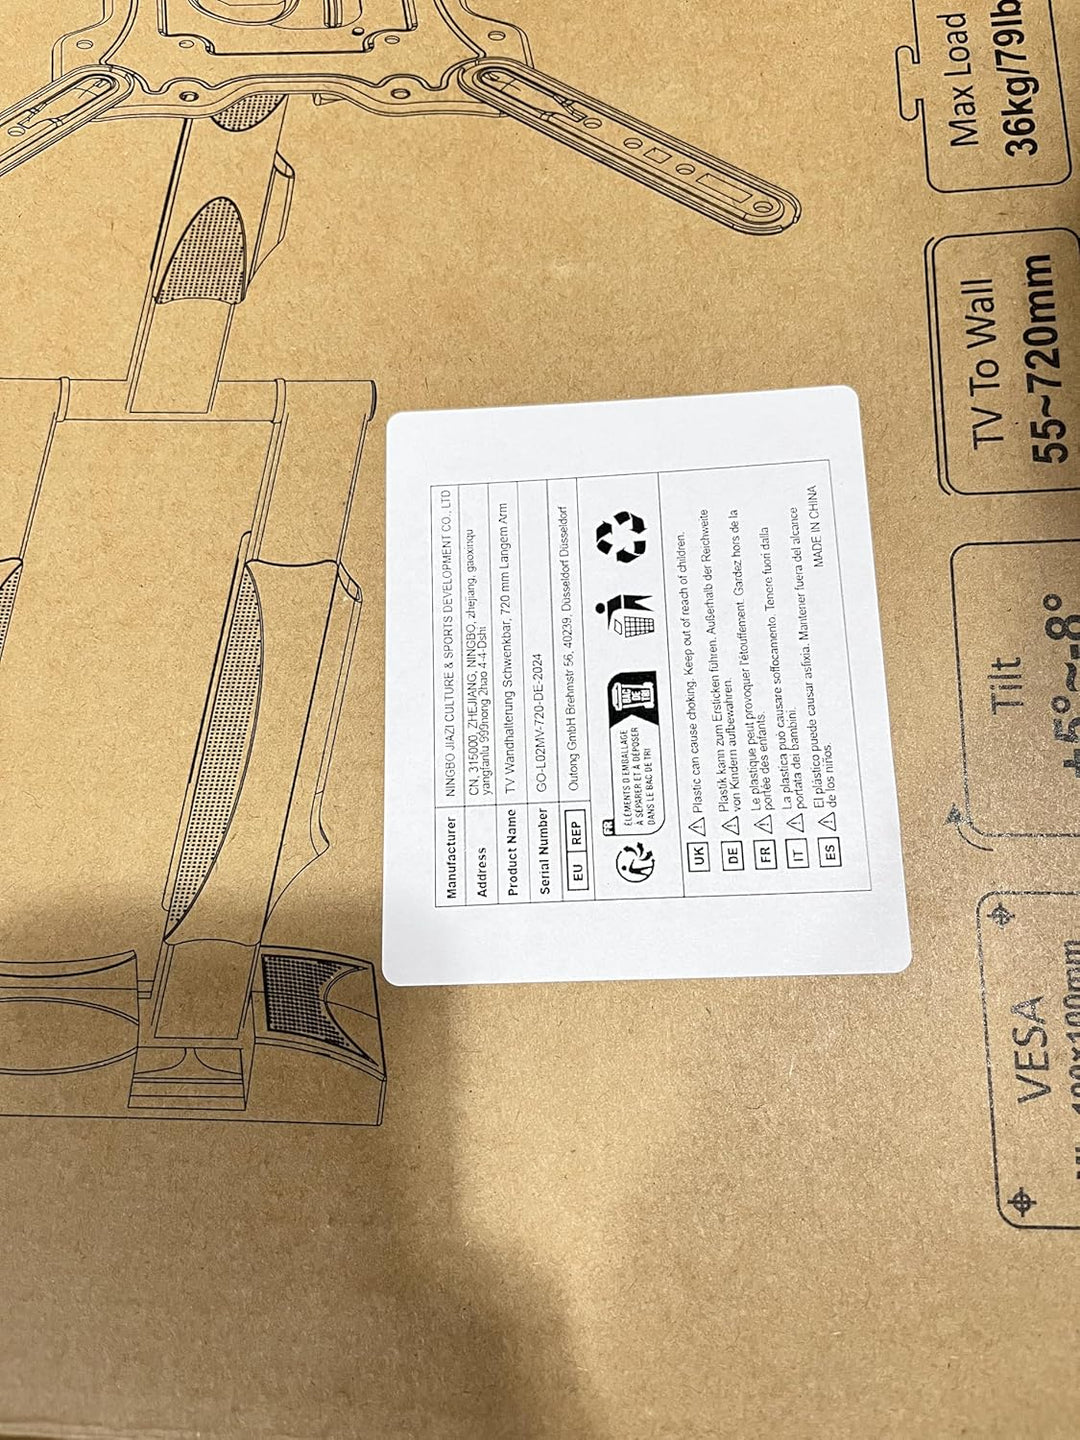 Manufacturer NINGBO JIAZI CULTURE & SPORTS DEVELOPMENT CO., LTD
Address CN, 315000, ZHEJIANG, NINGBO, zhejiang, gaoxinqu
yangfanlu 999nong 2hao 4-4-Dshi
Product Name TV Wandhalterung Schwenkbar, 720 mm Langem Arm
Serial Number GO-L02MV-720-DE-2024
EU REP Outong GmbH Brehmstr 56, 40239, Düsseldorf Düsseldorf
FR
ÉLÉMENTS D'EMBALLAGE
À SÉPARER ET À DÉPOSER
DANS LE BAC DE TRI
BAC
DE
TRI
UK Plastic can cause choking. Keep out of reach of children.
DE Plastik kann zum Ersticken führen. Außerhalb der Reichweite
von Kindern aufbewahren.
FR Le plastique peut provoquer l'étouffement. Gardez hors de la
portée des enfants.
IT La plastica può causare soffocamento. Tenere fuori dalla
portata dei bambini.
ES El plástico puede causar asfixia. Mantener fuera del alcance
de los niños.
MADE IN CHINA
VESA
Tilt
+5°~-8°
TV To Wall
55~720mm
Max Load
36kg/79lb